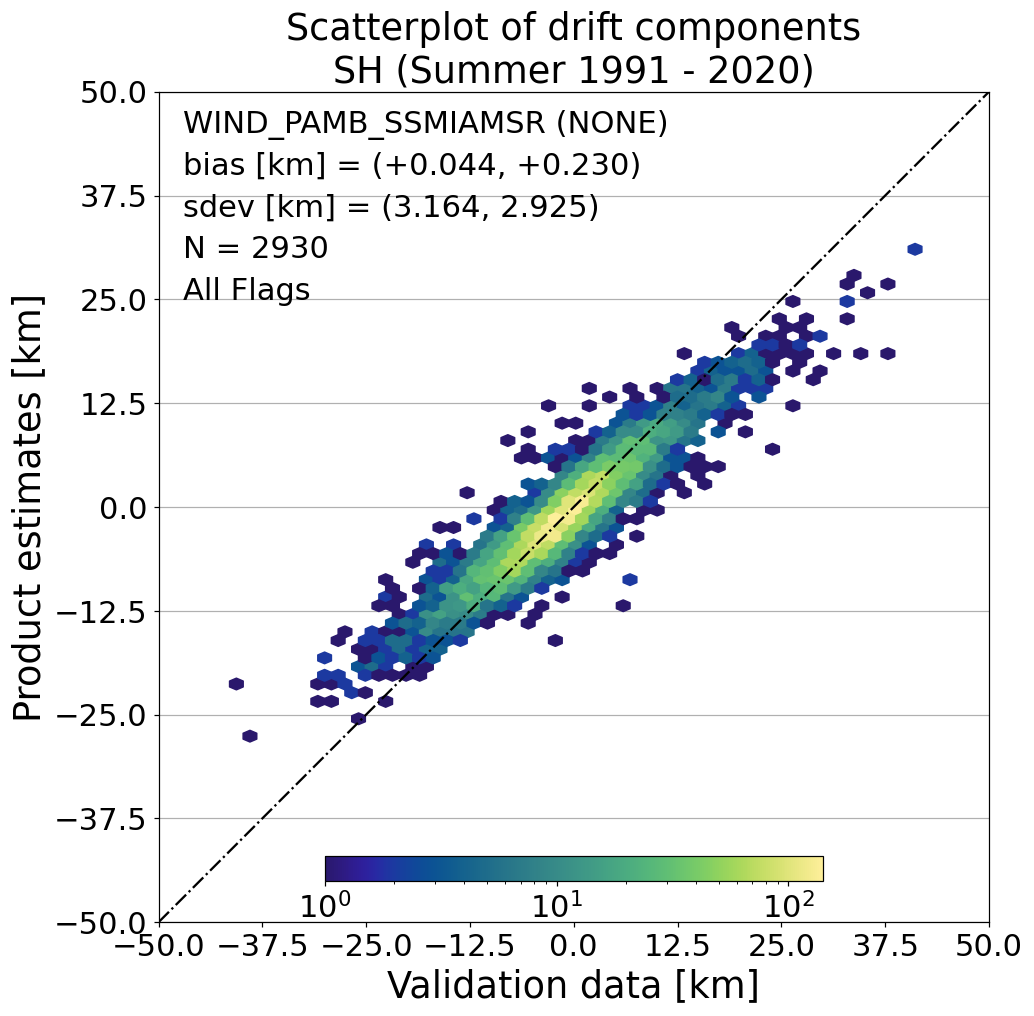 Scatterplot of drift components
SH (Summer 1991 - 2020)
50.0
WIND_PAMB_SSMIAMSR (NONE)
bias [km] = (+0.044, +0.230)
37.5
sdev [km] = (3.164, 2.925)
N = 2930
25.0
All Flags
12.5
0.0
−12.5
−25.0
−37.5
−50.0
Product estimates [km]
10⁰ 10¹ 10²
−50.0 −37.5 −25.0 −12.5 0.0 12.5 25.0 37.5 50.0
Validation data [km]